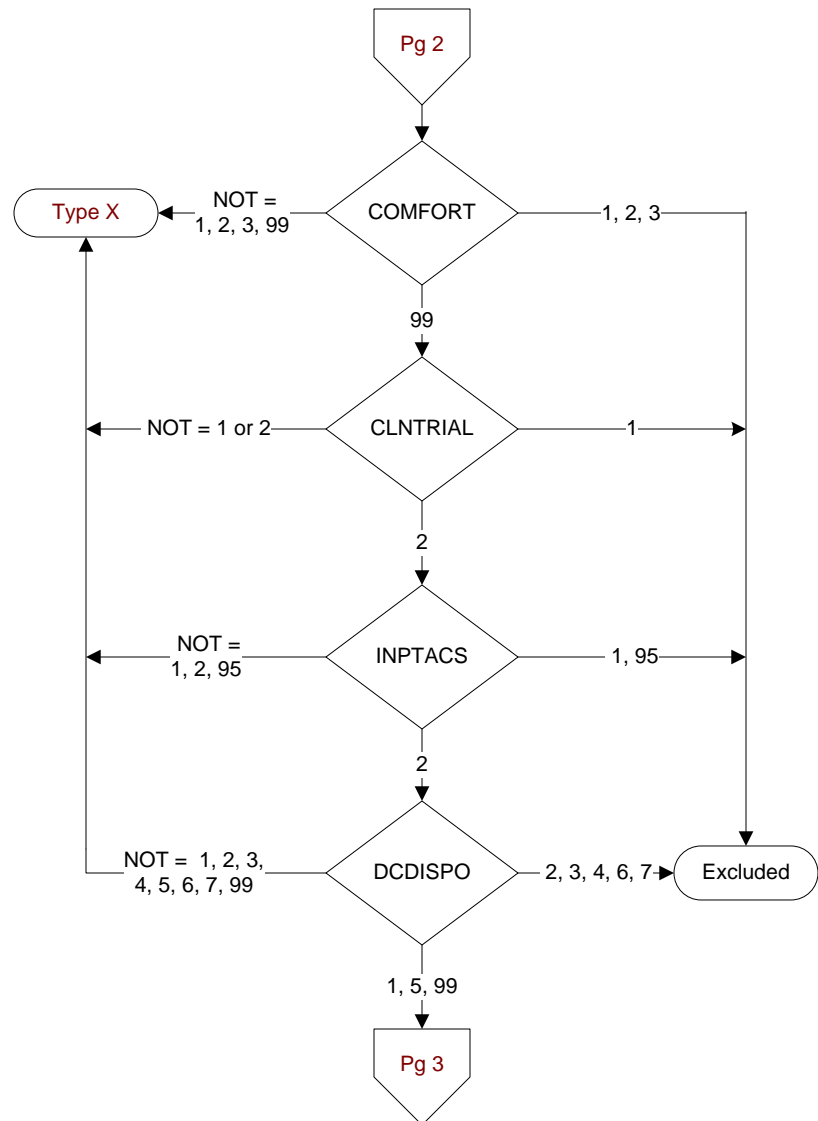 Pg 2
Type X
NOT =
1, 2, 3, 99
COMFORT
1, 2, 3
99
NOT = 1 or 2
CLNTRIAL
1
2
NOT =
1, 2, 95
INPTACS
1, 95
2
NOT =  1, 2, 3,
4, 5, 6, 7, 99
DCDISPO
2, 3, 4, 6, 7
Excluded
1, 5, 99
Pg 3